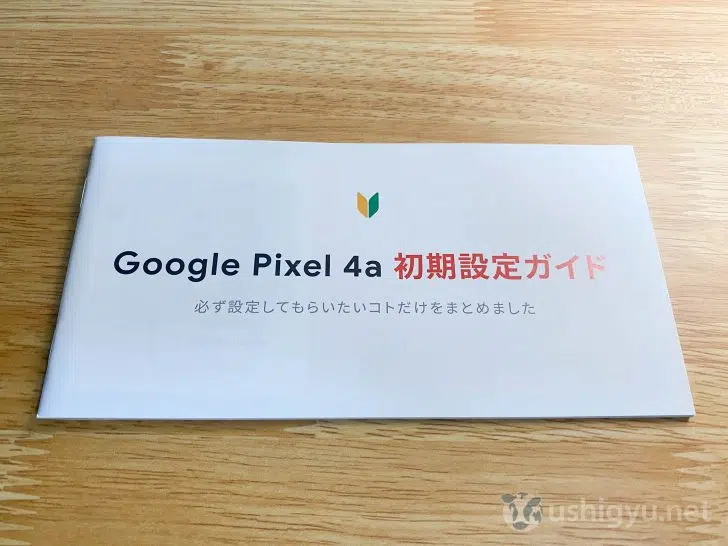 Google Pixel 4a 初期設定ガイド
必ず設定してもらいたいコトだけをまとめました
ushigyu.net